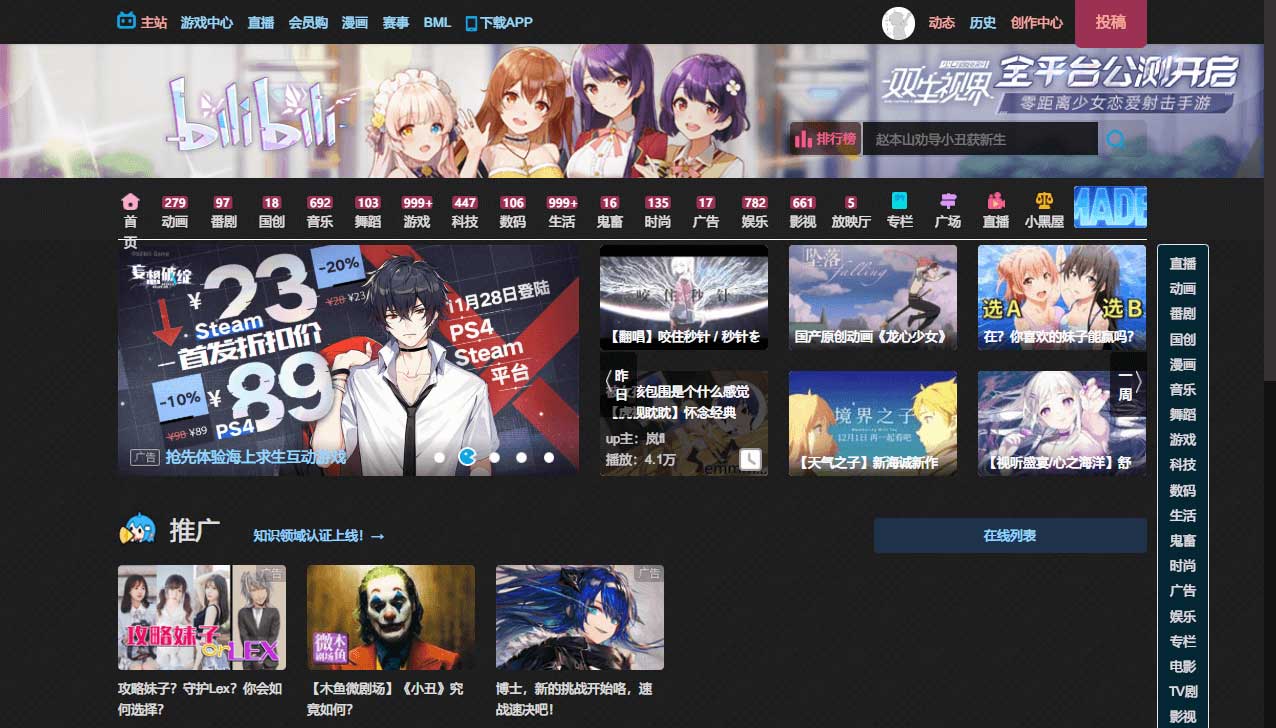 主站 游戏中心 直播 会员购 漫画 赛事 BML 下载APP
动态 历史 创作中心 投稿
bilibili
双生视界 全平台公测开启
零距离少女恋爱射击手游
排行榜 赵本山劝导小丑获新生
279 97 18 692 103 999+ 447 106 999+ 16 135 17 782 661 5
首页 动画 番剧 国创 音乐 舞蹈 游戏 科技 数码 生活 鬼畜 时尚 广告 娱乐 影视 放映厅 专栏 广场 直播 小黑屋
MADE
¥23 -20%
¥28 ¥23
Steam
首发折扣价
-10% ¥89
¥98 ¥89 PS4
11月28日登陆
PS4
Steam
平台
广告 抢先体验海上求生互动游戏
【翻唱】咬住秒针 / 秒针を
坠落
falling
国产原创动画《龙心少女》
选A 选B
在？你喜欢的妹子能赢吗？
昨日
孩包围是个什么感觉
【虎视眈眈】怀念经典
播放：4.1万
境界之子
12月1日 再一起看吧
【天气之子】新海诚新作
一周
【视听盛宴/心之海洋】舒
推广 知识领域认证上线！→
在线列表
广告
攻略妹子 or LEX
攻略妹子？守护Lex？你会如何选择？
木鱼微剧场
【木鱼微剧场】《小丑》究竟如何？
广告
博士，新的挑战开始咯，速战速决吧！
直播
动画
番剧
国创
漫画
音乐
舞蹈
游戏
科技
数码
生活
鬼畜
时尚
广告
娱乐
专栏
电影
TV剧
影视